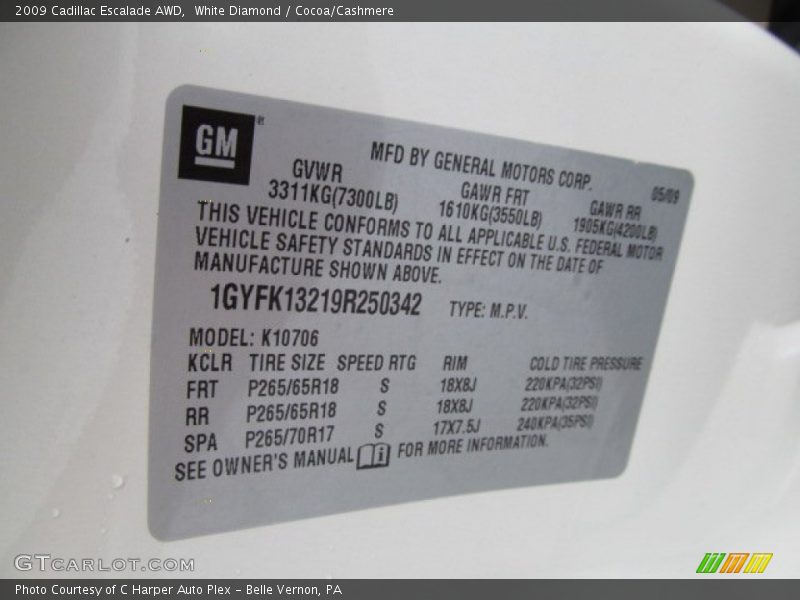 2009 Cadillac Escalade AWD,  White Diamond / Cocoa/Cashmere
GM
MFD BY GENERAL MOTORS CORP. 05/09
GVWR GAWR FRT GAWR RR
3311KG(7300LB) 1610KG(3550LB) 1905KG(4200LB)
THIS VEHICLE CONFORMS TO ALL APPLICABLE U.S. FEDERAL MOTOR
VEHICLE SAFETY STANDARDS IN EFFECT ON THE DATE OF
MANUFACTURE SHOWN ABOVE.
1GYFK13219R250342 TYPE: M.P.V.
MODEL: K10706
KCLR TIRE SIZE SPEED RTG RIM COLD TIRE PRESSURE
FRT P265/65R18 S 18X8J 220KPA(32PSI)
RR P265/65R18 S 18X8J 220KPA(32PSI)
SPA P265/70R17 S 17X7.5J 240KPA(35PSI)
SEE OWNER'S MANUAL i FOR MORE INFORMATION.
GTCARLOT.COM
Photo Courtesy of C Harper Auto Plex - Belle Vernon, PA